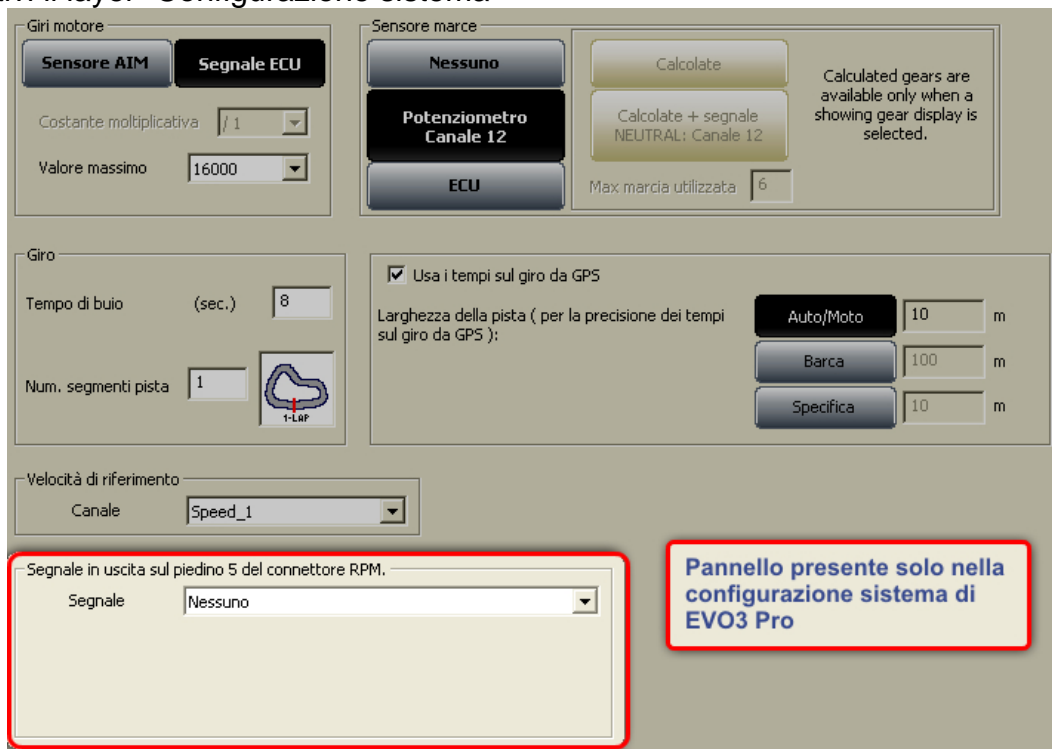 Giri motore
Sensore AIM
Segnale ECU
Costante moltiplicativa
/ 1
Valore massimo
16000
Sensore marce
Nessuno
Potenziometro
Canale 12
ECU
Calcolate
Calcolate + segnale
NEUTRAL: Canale 12
Max marcia utilizzata
6
Calculated gears are
available only when a
showing gear display is
selected.
Giro
Tempo di buio (sec.)
8
Num. segmenti pista
1
1-LAP
Usa i tempi sul giro da GPS
Larghezza della pista ( per la precisione dei tempi
sul giro da GPS ):
Auto/Moto
10 m
Barca
100 m
Specifica
10 m
Velocità di riferimento
Canale
Speed_1
Segnale in uscita sul piedino 5 del connettore RPM.
Segnale
Nessuno
Pannello presente solo nella
configurazione sistema di
EVO3 Pro